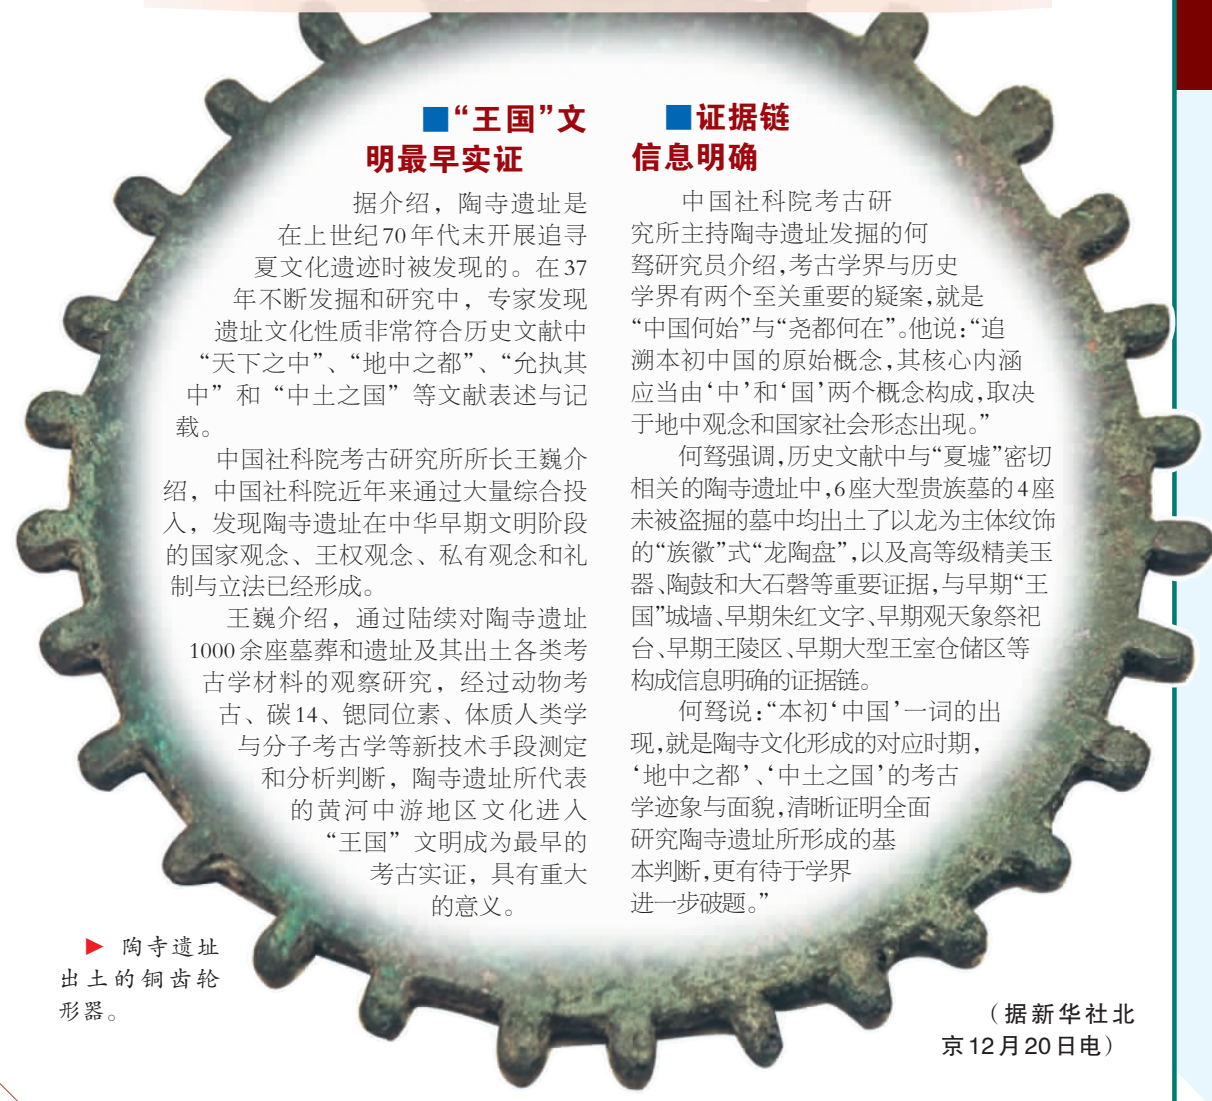 ■“王国”文
明最早实证
据介绍，陶寺遗址是
在上世纪70年代末开展追寻
夏文化遗迹时被发现的。在37
年不断发掘和研究中，专家发现
遗址文化性质非常符合历史文献中
“天下之中”、“地中之都”、“允执其
中”和“中土之国”等文献表述与记
载。
中国社科院考古研究所所长王巍介
绍，中国社科院近年来通过大量综合投
入，发现陶寺遗址在中华早期文明阶段
的国家观念、王权观念、私有观念和礼
制与立法已经形成。
王巍介绍，通过陆续对陶寺遗址
1000余座墓葬和遗址及其出土各类考
古学材料的观察研究，经过动物考
古、碳14、锶同位素、体质人类学
与分子考古学等新技术手段测定
和分析判断，陶寺遗址所代表
的黄河中游地区文化进入
“王国”文明成为最早的
考古实证，具有重大
的意义。
■证据链
信息明确
中国社科院考古研
究所主持陶寺遗址发掘的何
驽研究员介绍，考古学界与历史
学界有两个至关重要的疑案，就是
“中国何始”与“尧都何在”。他说：“追
溯本初中国的原始概念，其核心内涵
应当由‘中’和‘国’两个概念构成，取决
于地中观念和国家社会形态出现。”
何驽强调，历史文献中与“夏墟”密切
相关的陶寺遗址中，6座大型贵族墓的4座
未被盗掘的墓中均出土了以龙为主体纹饰
的“族徽”式“龙陶盘”，以及高等级精美玉
器、陶鼓和大石磬等重要证据，与早期“王
国”城墙、早期朱红文字、早期观天象祭祀
台、早期王陵区、早期大型王室仓储区等
构成信息明确的证据链。
何驽说：“本初‘中国’一词的出
现，就是陶寺文化形成的对应时期，
‘地中之都’、‘中土之国’的考古
学迹象与面貌，清晰证明全面
研究陶寺遗址所形成的基
本判断，更有待于学界
进一步破题。”
▶ 陶寺遗址
出土的铜齿轮
形器。
（据新华社北
京12月20日电）